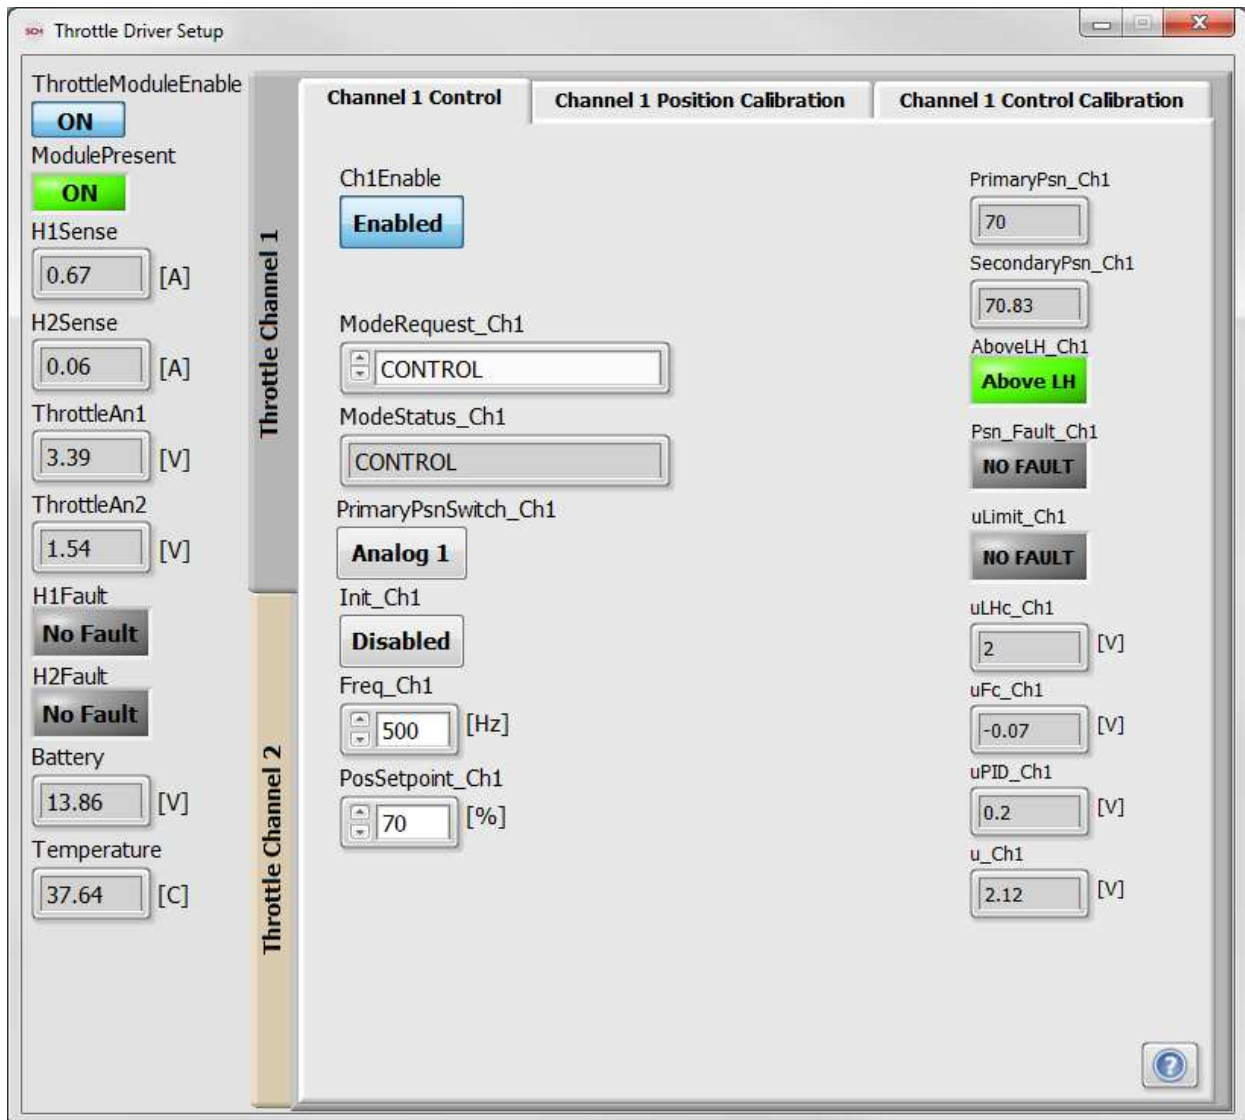 Throttle Driver Setup
ThrottleModuleEnable
ON
ModulePresent
ON
H1Sense
0.67 [A]
H2Sense
0.06 [A]
ThrottleAn1
3.39 [V]
ThrottleAn2
1.54 [V]
H1Fault
No Fault
H2Fault
No Fault
Battery
13.86 [V]
Temperature
37.64 [C]
Throttle Channel 1
Throttle Channel 2
Channel 1 Control Channel 1 Position Calibration Channel 1 Control Calibration
Ch1Enable
Enabled
ModeRequest_Ch1
CONTROL
ModeStatus_Ch1
CONTROL
PrimaryPsnSwitch_Ch1
Analog 1
Init_Ch1
Disabled
Freq_Ch1
500 [Hz]
PosSetpoint_Ch1
70 [%]
PrimaryPsn_Ch1
70
SecondaryPsn_Ch1
70.83
AboveLH_Ch1
Above LH
Psn_Fault_Ch1
NO FAULT
uLimit_Ch1
NO FAULT
uLHc_Ch1
2 [V]
uFc_Ch1
-0.07 [V]
uPID_Ch1
0.2 [V]
u_Ch1
2.12 [V]
?